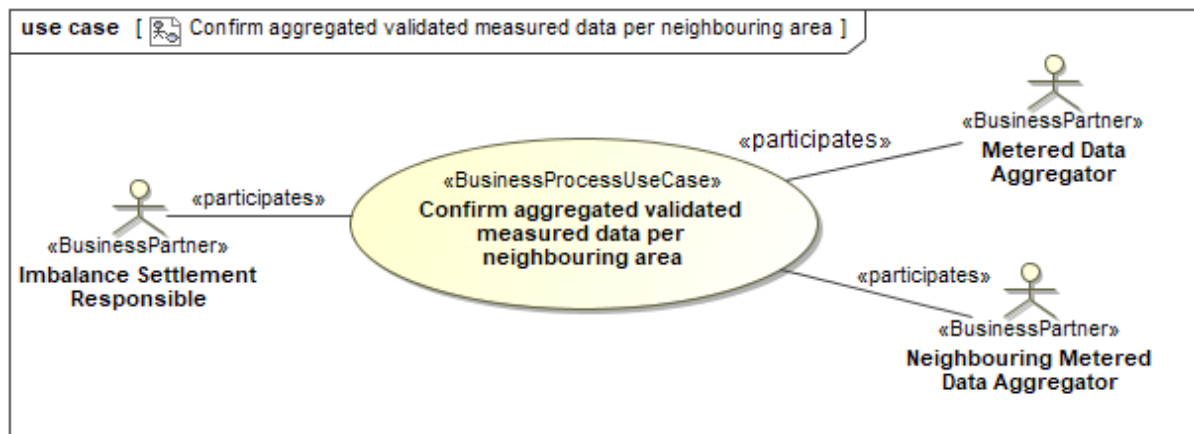 use case [ Confirm aggregated validated measured data per neighbouring area ]
«BusinessPartner»
Metered Data
Aggregator
«participates»
«BusinessProcessUseCase»
Confirm aggregated validated
measured data per
neighbouring area
«participates»
«BusinessPartner»
Imbalance Settlement
Responsible
«participates»
«BusinessPartner»
Neighbouring Metered
Data Aggregator